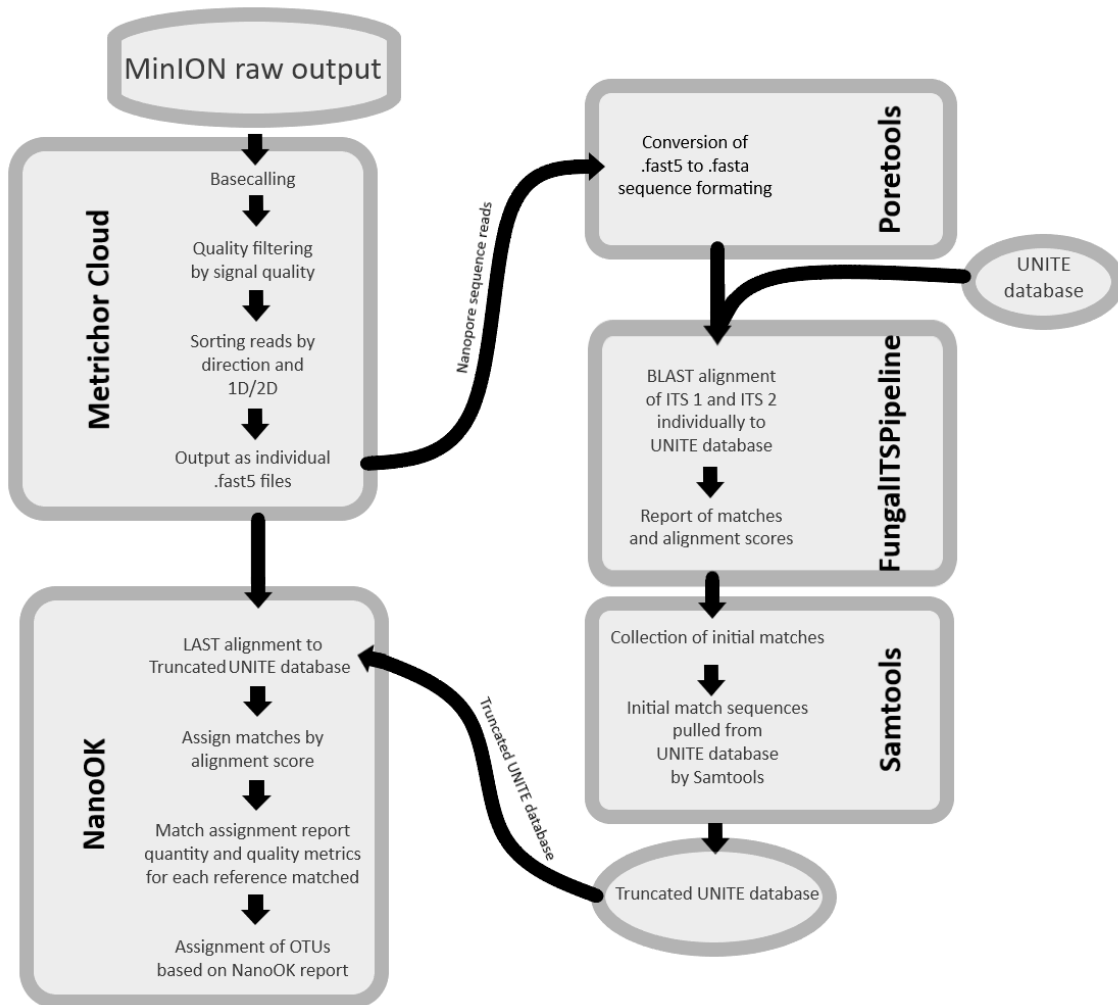 MinION raw output
Metrichor Cloud
Basecalling
Quality filtering
by signal quality
Sorting reads by
direction and
1D/2D
Output as individual
.fast5 files
Nanopore sequence reads
Poretools
Conversion of
.fast5 to .fasta
sequence formating
UNITE
database
FungalITSPipeline
BLAST alignment
of ITS 1 and ITS 2
individually to
UNITE database
Report of matches
and alignment scores
Samtools
Collection of initial matches
Initial match sequences
pulled from
UNITE database
by Samtools
Truncated UNITE database
Truncated UNITE database
NanoOK
LAST alignment to
Truncated UNITE database
Assign matches by
alignment score
Match assignment report
quantity and quality metrics
for each reference matched
Assignment of OTUs
based on NanoOK report